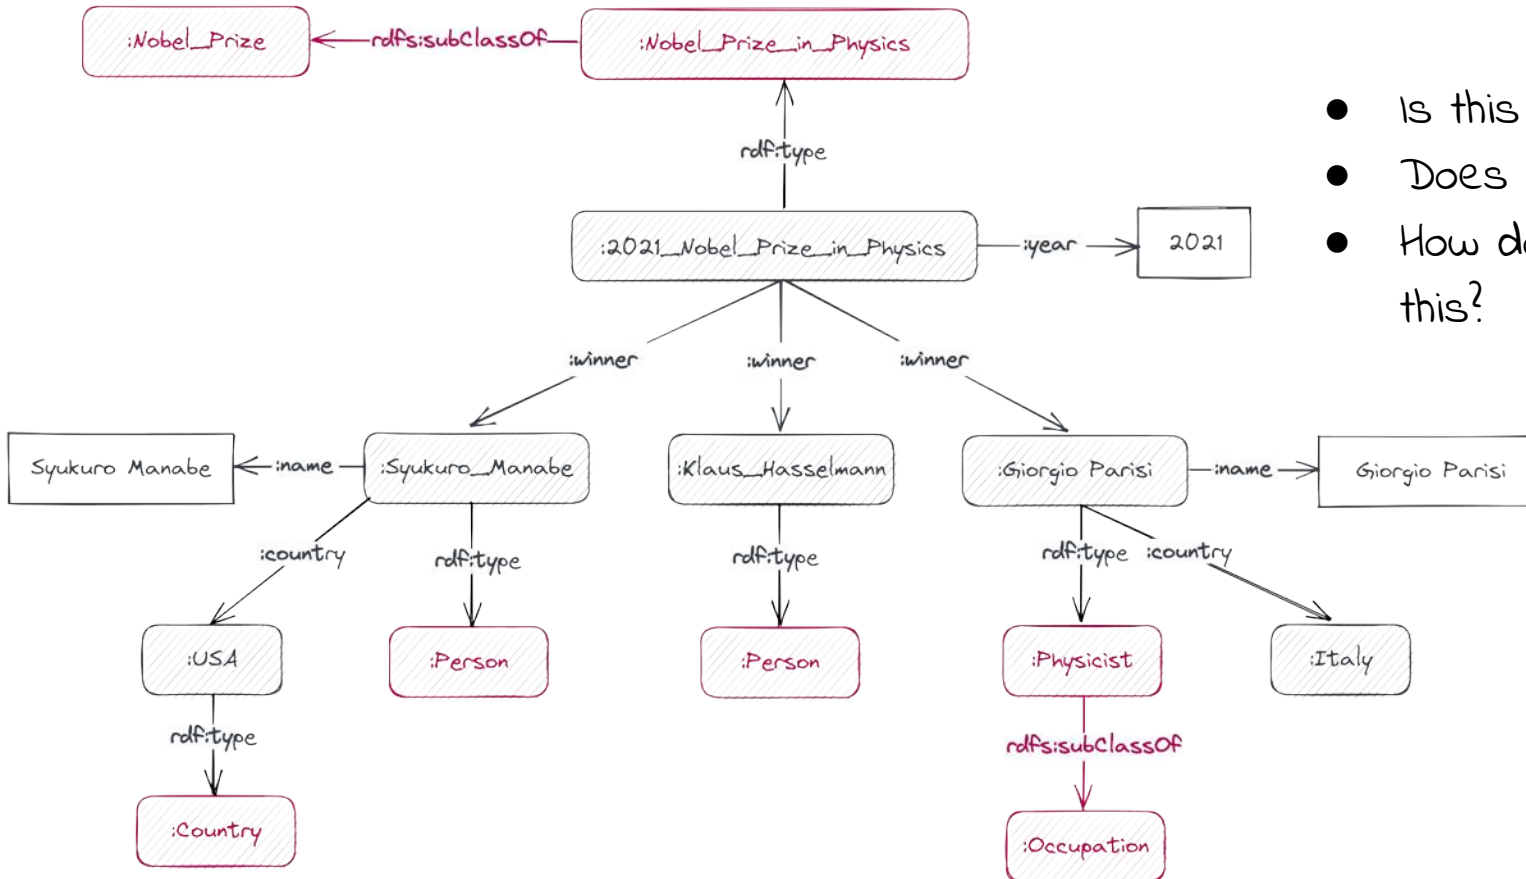 :Nobel_Prize
rdfs:subClassOf
:Nobel_Prize_in_Physics
rdf:type
:2021_Nobel_Prize_in_Physics
:year
2021
:winner
:winner
:winner
Syukuro Manabe
:name
:Syukuro_Manabe
:Klaus_Hasselmann
:Giorgio Parisi
:name
Giorgio Parisi
:country
rdf:type
rdf:type
rdf:type
:country
:USA
:Person
:Person
:Physicist
:Italy
rdf:type
rdfs:subClassOf
:Country
:Occupation
● Is this
● Does
● How
this?